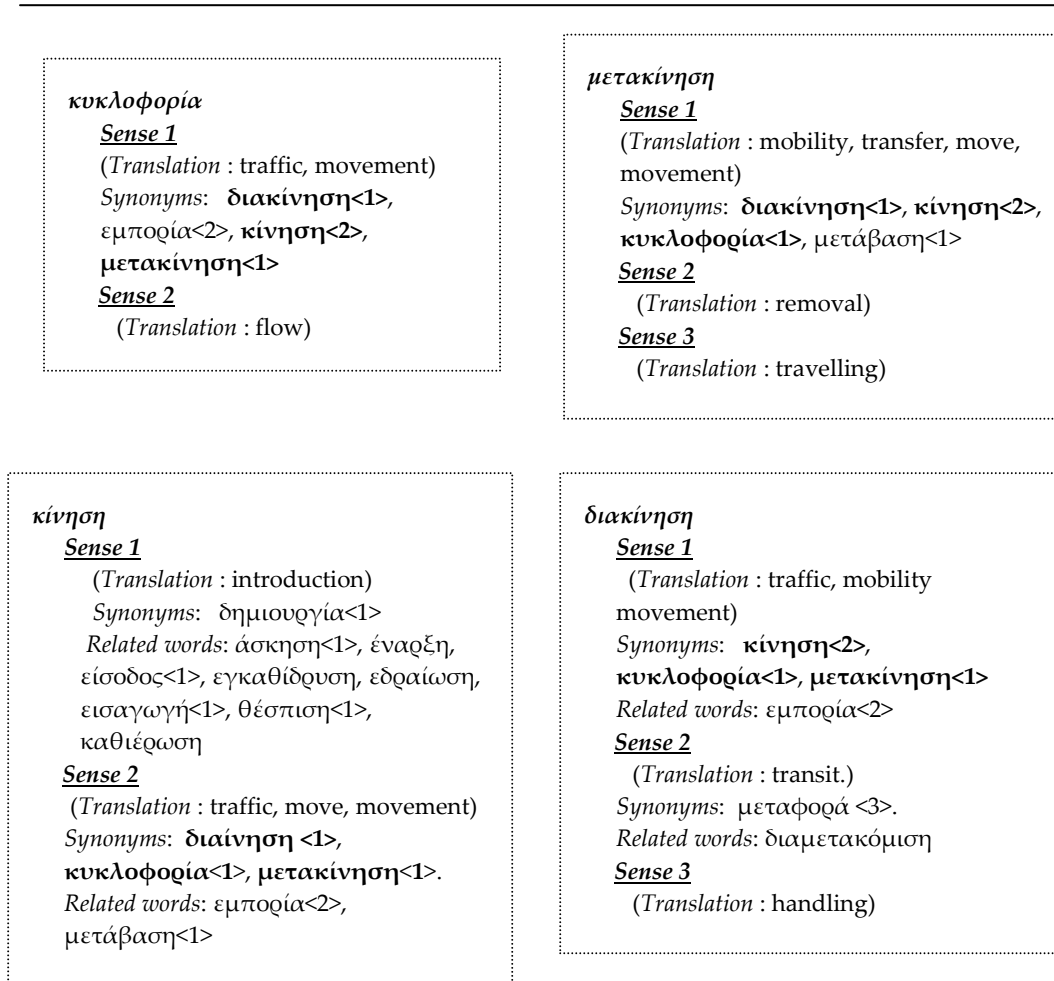 κυκλοφορία
Sense 1
(Translation : traffic, movement)
Synonyms: διακίνηση<1>,
εμπορία<2>, κίνηση<2>,
μετακίνηση<1>
Sense 2
(Translation : flow)
μετακίνηση
Sense 1
(Translation : mobility, transfer, move,
movement)
Synonyms: διακίνηση<1>, κίνηση<2>,
κυκλοφορία<1>, μετάβαση<1>
Sense 2
(Translation : removal)
Sense 3
(Translation : travelling)
κίνηση
Sense 1
(Translation : introduction)
Synonyms: δημιουργία<1>
Related words: άσκηση<1>, έναρξη,
είσοδος<1>, εγκαθίδρυση, εδραίωση,
εισαγωγή<1>, θέσπιση<1>,
καθιέρωση
Sense 2
(Translation : traffic, move, movement)
Synonyms: διαίνηση <1>,
κυκλοφορία<1>, μετακίνηση<1>.
Related words: εμπορία<2>,
μετάβαση<1>
διακίνηση
Sense 1
(Translation : traffic, mobility
movement)
Synonyms: κίνηση<2>,
κυκλοφορία<1>, μετακίνηση<1>
Related words: εμπορία<2>
Sense 2
(Translation : transit.)
Synonyms: μεταφορά <3>.
Related words: διαμετακόμιση
Sense 3
(Translation : handling)